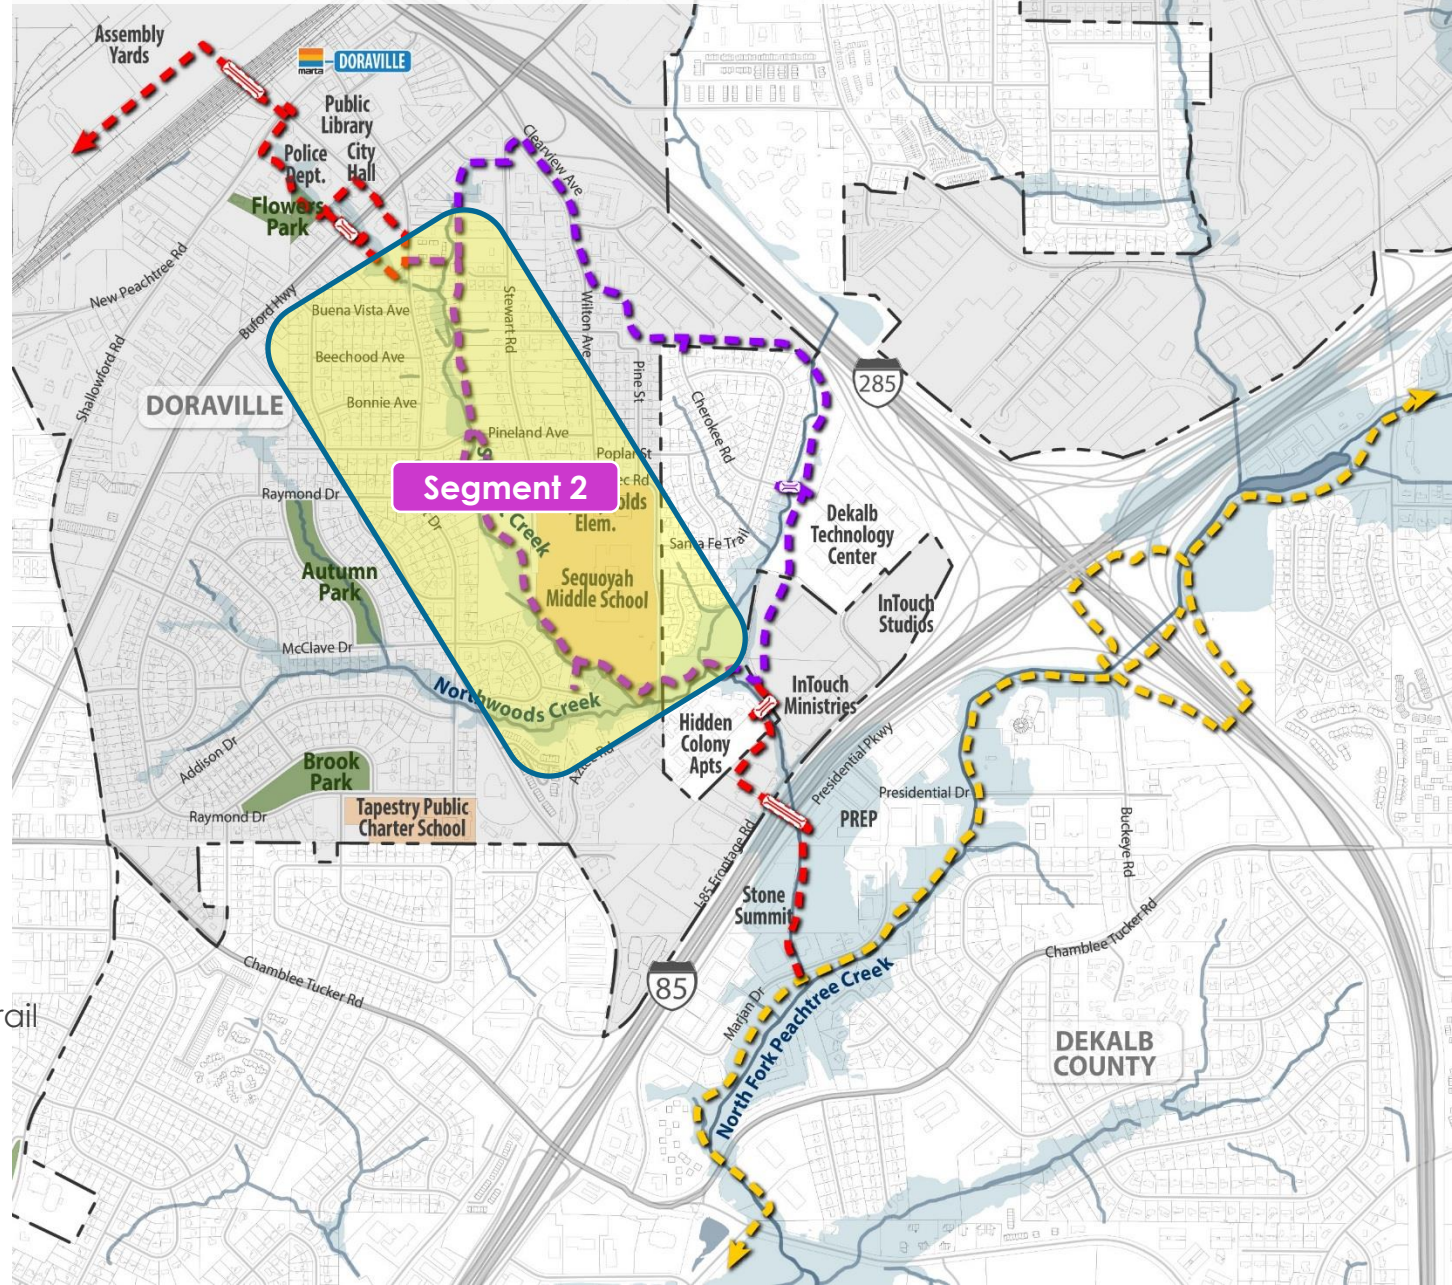 Assembly
Yards
marta
DORAVILLE
Public
Library
Police
Dept.
City
Hall
Clearview Ave
Flowers
Park
New Peachtree Rd
Buford Hwy
Shallowford Rd
Buena Vista Ave
Stewart Rd
Wilton Ave
Beechood Ave
Pine St
285
DORAVILLE
Bonnie Ave
Cherokee Rd
Pineland Ave
Poplar St
Segment 2
Raymond Dr
Dr
Creek
Elem.
Santa Fe Trail
Dekalb
Technology
Center
Autumn
Park
Sequoyah
Middle School
InTouch
Studios
McClave Dr
Northwoods Creek
InTouch
Ministries
Hidden
Colony
Apts
Addison Dr
Aztec Rd
Brook
Park
Presidential Pkwy
Presidential Dr
Raymond Dr
Tapestry Public
Charter School
PREP
Buckeye Rd
I-85 Frontage Rd
Stone
Summit
Chamblee Tucker Rd
Chamblee Tucker Rd
85
Marjan Dr
North Fork Peachtree Creek
rail
DEKALB
COUNTY